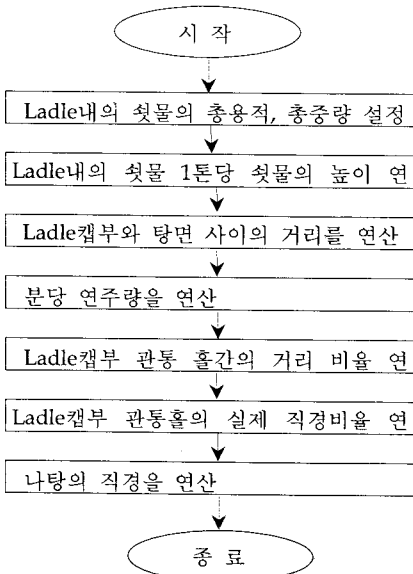 시 작
Ladle내의 쇳물의 총용적, 총중량 설정
Ladle내의 쇳물 1톤당 쇳물의 높이 연
Ladle캡부와 탕면 사이의 거리를 연산
분당 연주량을 연산
Ladle캡부 관통 홀간의 거리 비율 연
Ladle캡부 관통홀의 실제 직경비율 연
나탕의 직경을 연산
종 료